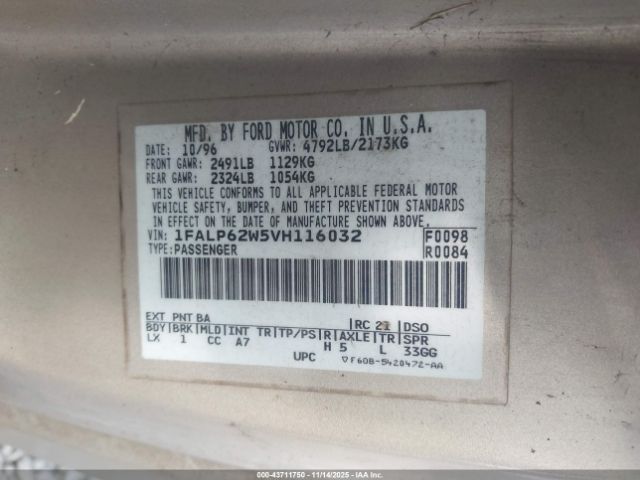 MFD. BY FORD MOTOR CO. IN U.S.A.
DATE: 10/96 GVWR: 4792LB/2173KG
FRONT GAWR: 2491LB 1129KG
REAR GAWR: 2324LB 1054KG
THIS VEHICLE CONFORMS TO ALL APPLICABLE FEDERAL MOTOR
VEHICLE SAFETY, BUMPER, AND THEFT PREVENTION STANDARDS
IN EFFECT ON THE DATE OF MANUFACTURE SHOWN ABOVE.
VIN: 1FALP62W5VH116032 F0098
TYPE: PASSENGER R0084
EXT PNT BA RC 21 DSO
BDY BRK MLD INT TR TP/PS R AXLE TR SPR
LX 1 CC A7 H 5 L 33GG
UPC F60B-5420472-AA
000-43711750 - 11/14/2025 - IAAHQCA